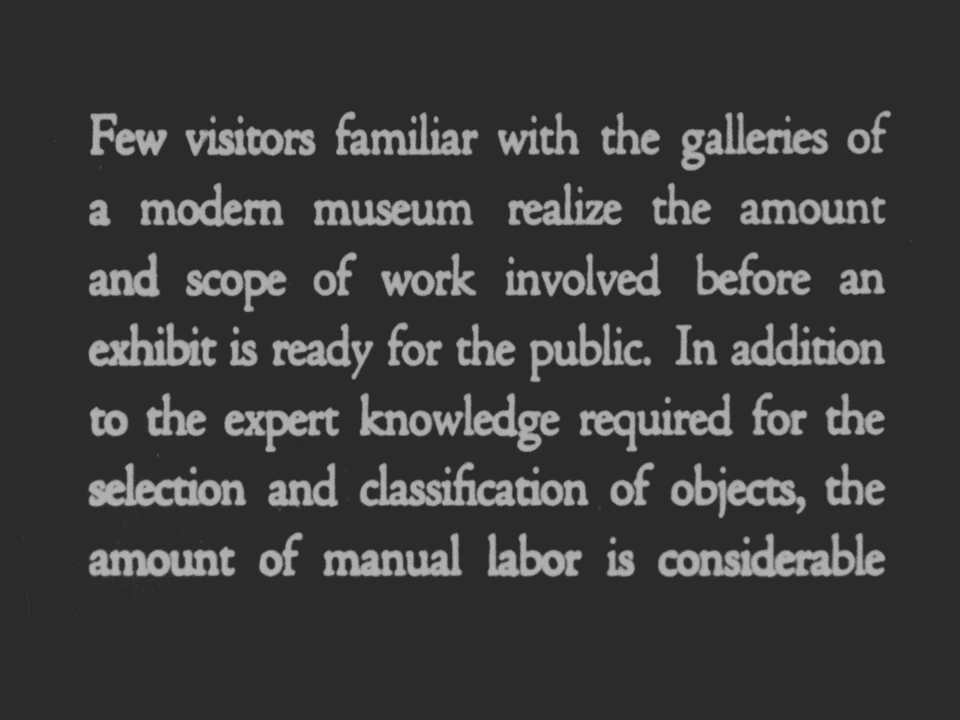 Few visitors familiar with the galleries of
a modern museum realize the amount
and scope of work involved before an
exhibit is ready for the public. In addition
to the expert knowledge required for the
selection and classification of objects, the
amount of manual labor is considerable